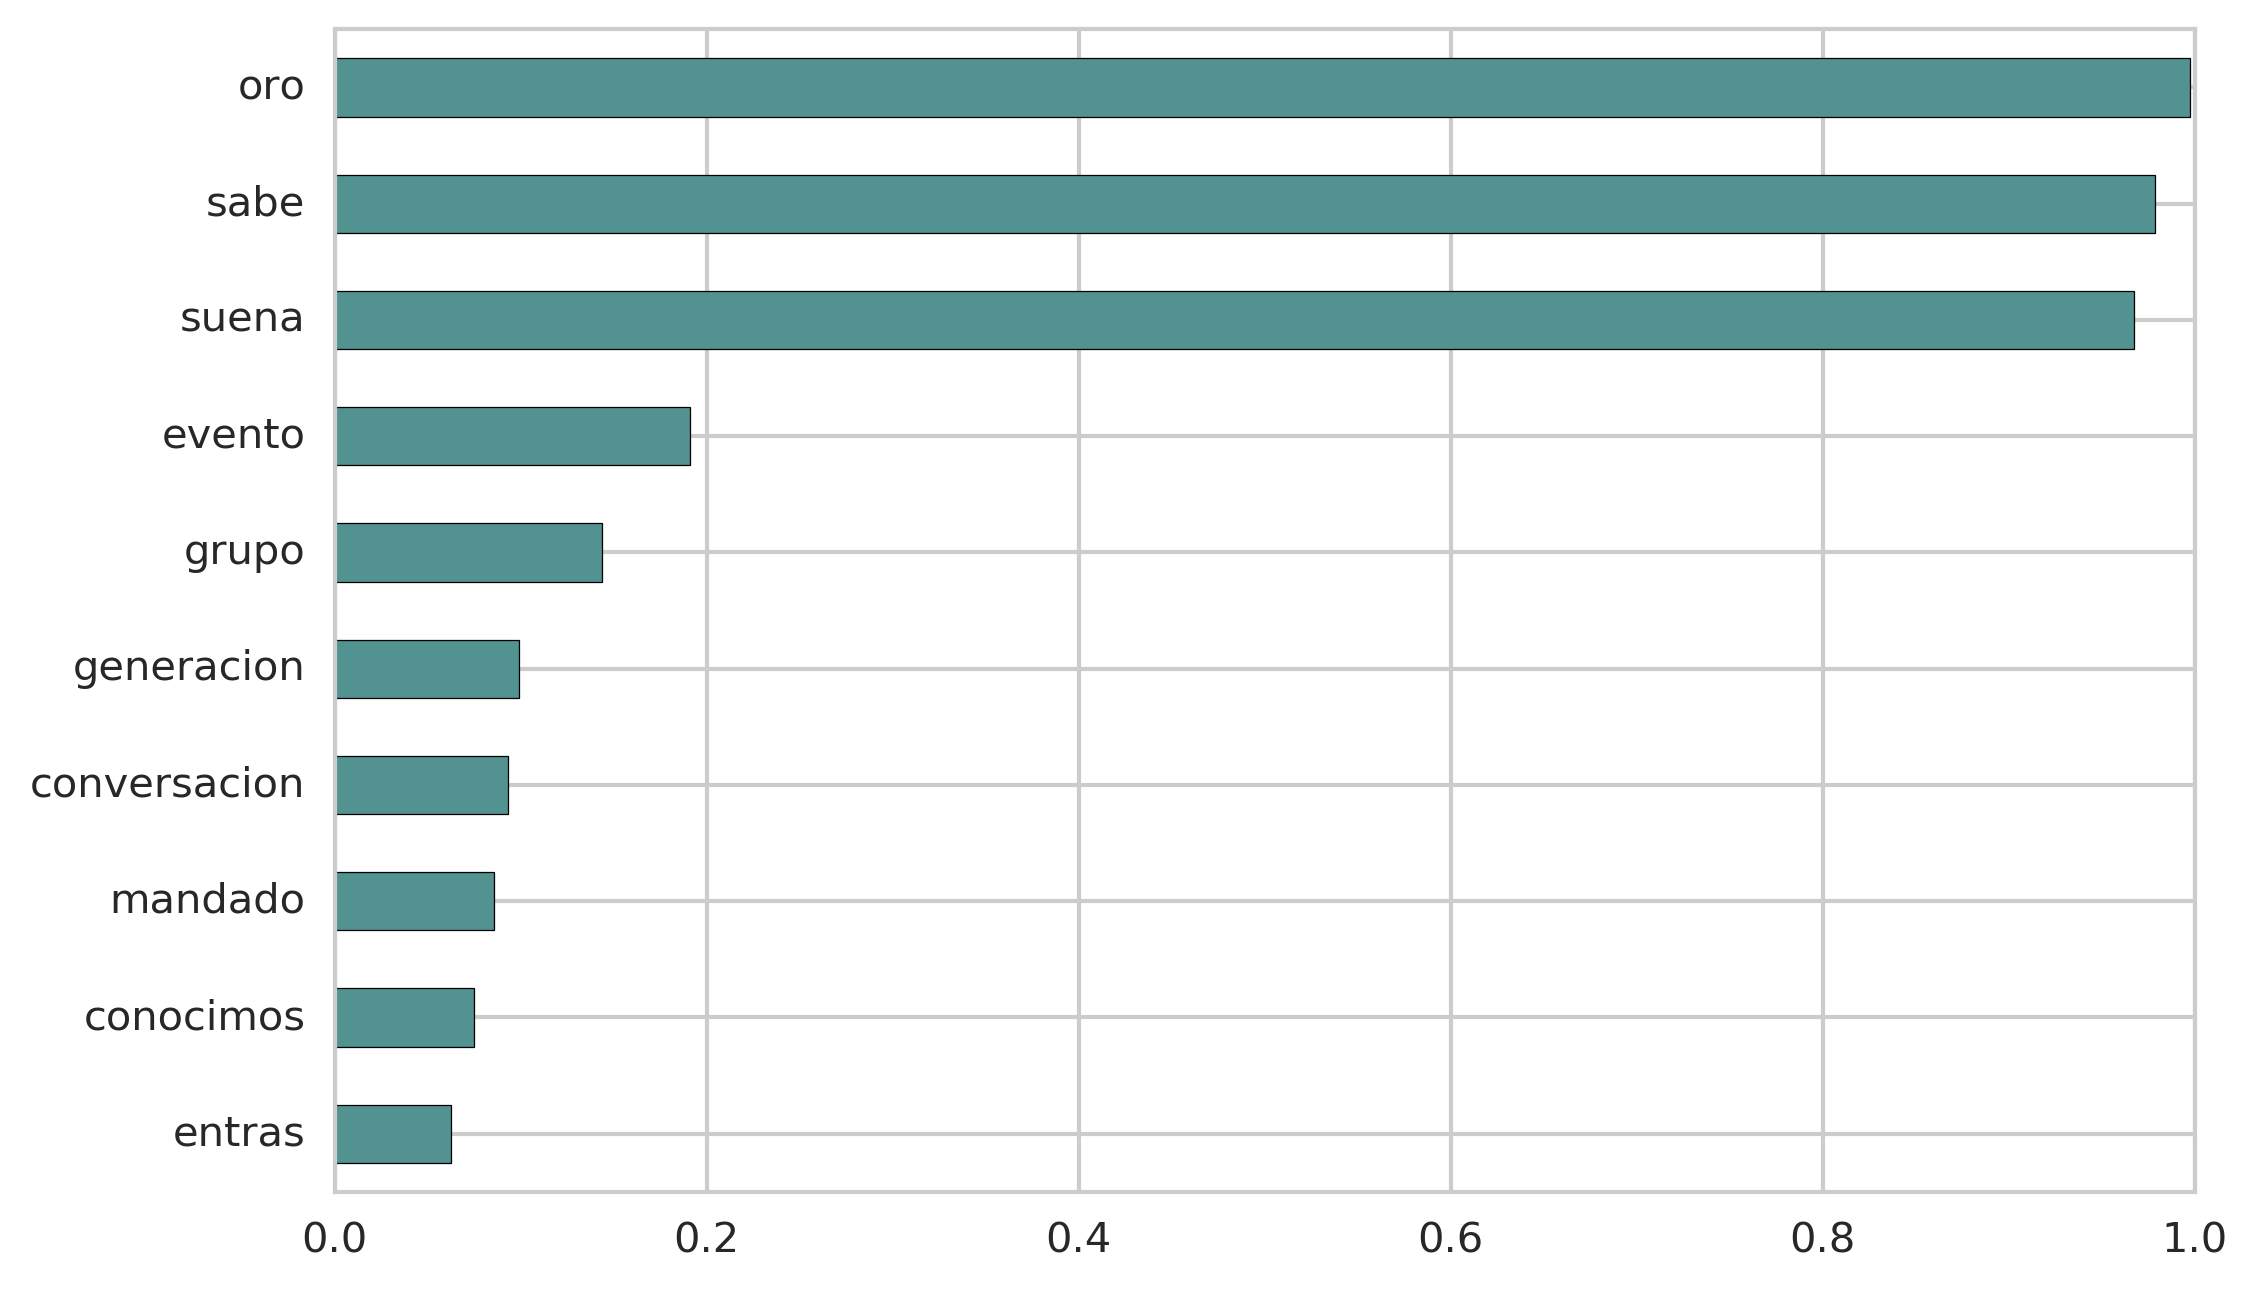 oro
sabe
suena
evento
grupo
generacion
conversacion
mandado
conocimos
entras
0.0 0.2 0.4 0.6 0.8 1.0